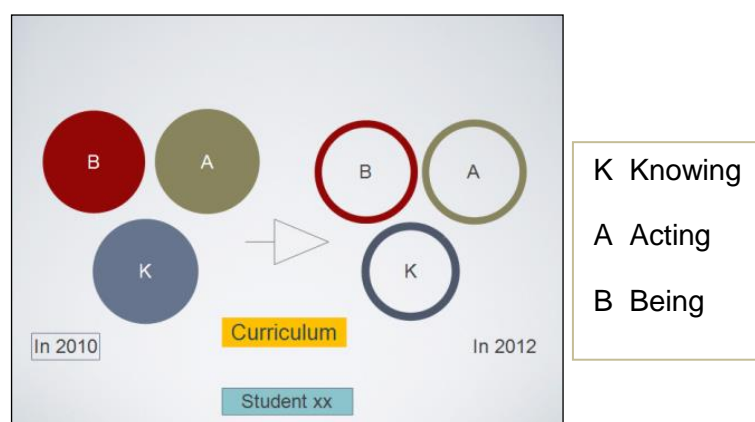 B
A
K
B
A
K
In 2010
Curriculum
In 2012
Student xx
K Knowing
A Acting
B Being